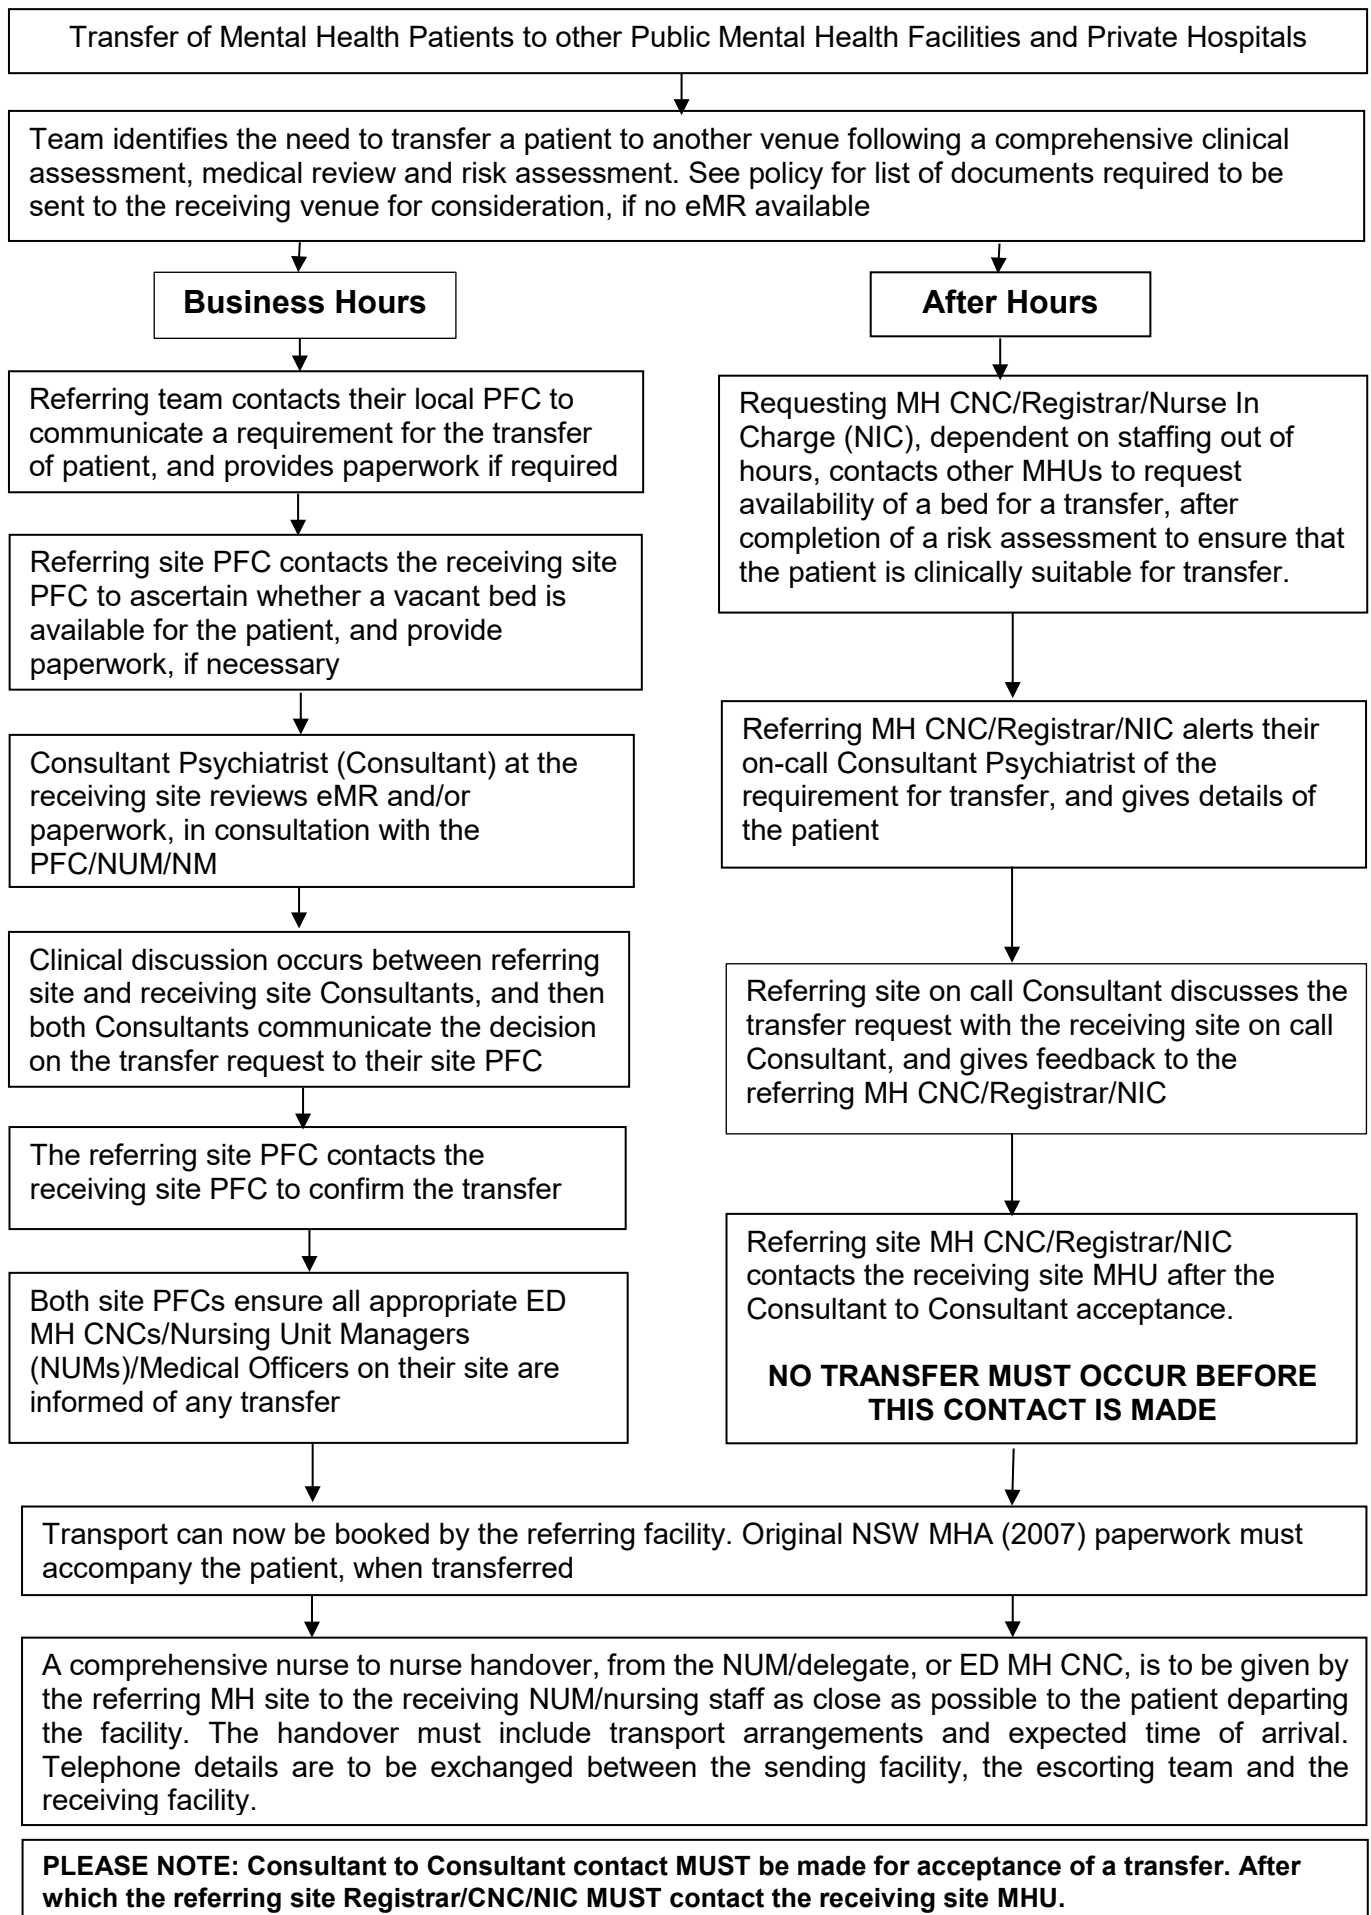 Transfer of Mental Health Patients to other Public Mental Health Facilities and Private Hospitals
Team identifies the need to transfer a patient to another venue following a comprehensive clinical
assessment, medical review and risk assessment. See policy for list of documents required to be
sent to the receiving venue for consideration, if no eMR available
Business Hours
Referring team contacts their local PFC to
communicate a requirement for the transfer
of patient, and provides paperwork if required
Referring site PFC contacts the receiving site
PFC to ascertain whether a vacant bed is
available for the patient, and provide
paperwork, if necessary
Consultant Psychiatrist (Consultant) at the
receiving site reviews eMR and/or
paperwork, in consultation with the
PFC/NUM/NM
Clinical discussion occurs between referring
site and receiving site Consultants, and then
both Consultants communicate the decision
on the transfer request to their site PFC
The referring site PFC contacts the
receiving site PFC to confirm the transfer
Both site PFCs ensure all appropriate ED
MH CNCs/Nursing Unit Managers
(NUMs)/Medical Officers on their site are
informed of any transfer
After Hours
Requesting MH CNC/Registrar/Nurse In
Charge (NIC), dependent on staffing out of
hours, contacts other MHUs to request
availability of a bed for a transfer, after
completion of a risk assessment to ensure that
the patient is clinically suitable for transfer.
Referring MH CNC/Registrar/NIC alerts their
on-call Consultant Psychiatrist of the
requirement for transfer, and gives details of
the patient
Referring site on call Consultant discusses the
transfer request with the receiving site on call
Consultant, and gives feedback to the
referring MH CNC/Registrar/NIC
Referring site MH CNC/Registrar/NIC
contacts the receiving site MHU after the
Consultant to Consultant acceptance.
NO TRANSFER MUST OCCUR BEFORE
THIS CONTACT IS MADE
Transport can now be booked by the referring facility. Original NSW MHA (2007) paperwork must
accompany the patient, when transferred
A comprehensive nurse to nurse handover, from the NUM/delegate, or ED MH CNC, is to be given by
the referring MH site to the receiving NUM/nursing staff as close as possible to the patient departing
the facility. The handover must include transport arrangements and expected time of arrival.
Telephone details are to be exchanged between the sending facility, the escorting team and the
receiving facility.
PLEASE NOTE: Consultant to Consultant contact MUST be made for acceptance of a transfer. After
which the referring site Registrar/CNC/NIC MUST contact the receiving site MHU.